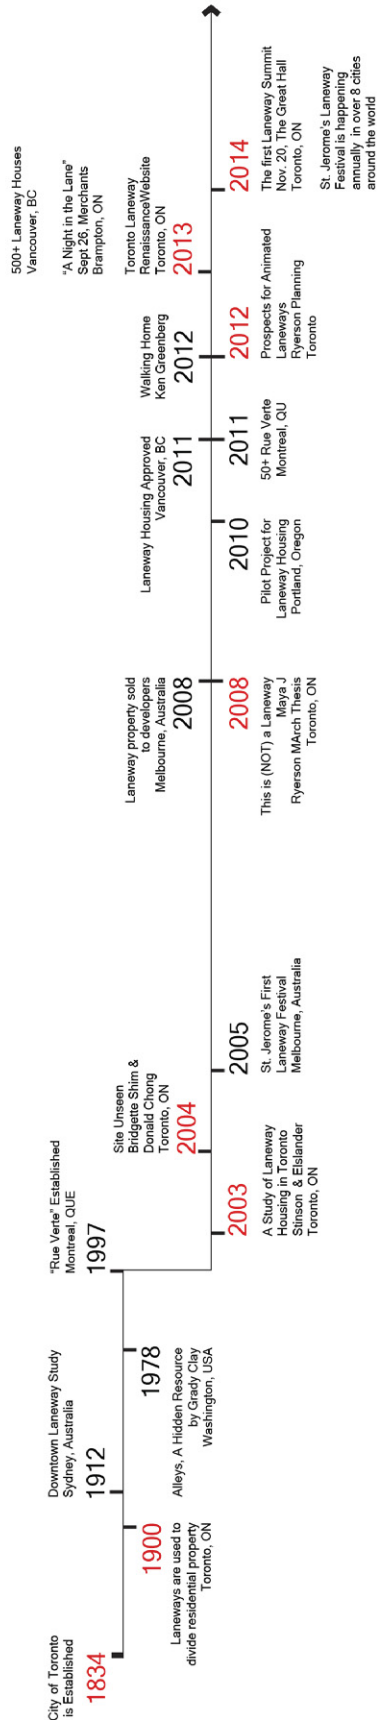 City of Toronto
is Established
1834
1900
Laneways are used to
divide residential property
Toronto, ON
Downtown Laneway Study
Sydney, Australia
1912
1978
Alleys, A Hidden Resource
by Grady Clay
Washington, USA
"Rue Verte" Established
Montreal, QUE
1997
2003
A Study of Laneway
Housing in Toronto
Stinson & Elslander
Toronto, ON
Site Unseen
Bridgette Shim &
Donald Chong
Toronto, ON
2004
2005
St. Jerome's First
Laneway Festival
Melbourne, Australia
Laneway property sold
to developers
Melbourne, Australia
2008
2008
This is (NOT) a Laneway
Maya J
Ryerson MArch Thesis
Toronto, ON
2010
Pilot Project for
Laneway Housing
Portland, Oregon
Laneway Housing Approved
Vancouver, BC
2011
2011
50+ Rue Verte
Montreal, QU
Walking Home
Ken Greenberg
2012
2012
Prospects for Animated
Laneways
Ryerson Planning
Toronto
500+ Laneway Houses
Vancouver, BC
"A Night in the Lane"
Sept 26, Merchants
Brampton, ON
Toronto Laneway
RenaissanceWebsite
Toronto, ON
2013
2014
The first Laneway Summit
Nov. 20, The Great Hall
Toronto, ON
St. Jerome's Laneway
Festival is happening
annually in over 8 cities
around the world